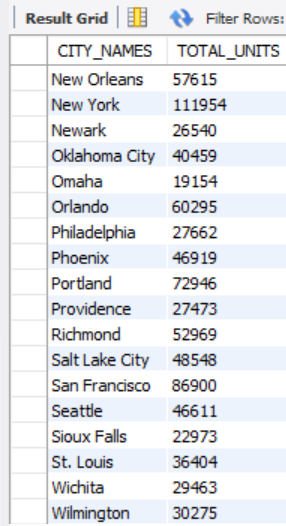 Result Grid Filter Rows:
CITY_NAMES TOTAL_UNITS
New Orleans 57615
New York 111954
Newark 26540
Oklahoma City 40459
Omaha 19154
Orlando 60295
Philadelphia 27662
Phoenix 46919
Portland 72946
Providence 27473
Richmond 52969
Salt Lake City 48548
San Francisco 86900
Seattle 46611
Sioux Falls 22973
St. Louis 36404
Wichita 29463
Wilmington 30275